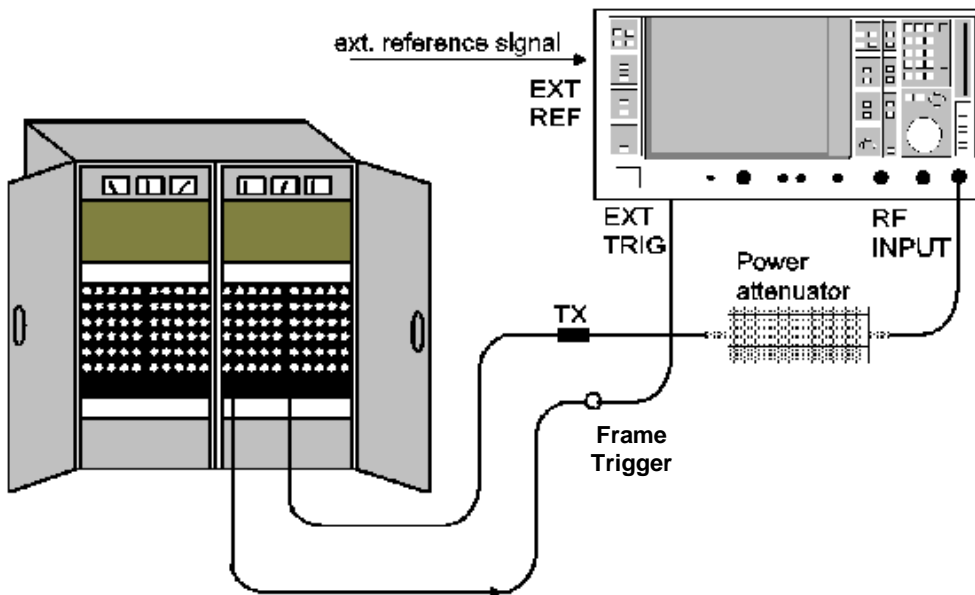 ext. reference signal
EXT
REF
EXT
TRIG
RF
INPUT
Power
attenuator
TX
Frame
Trigger